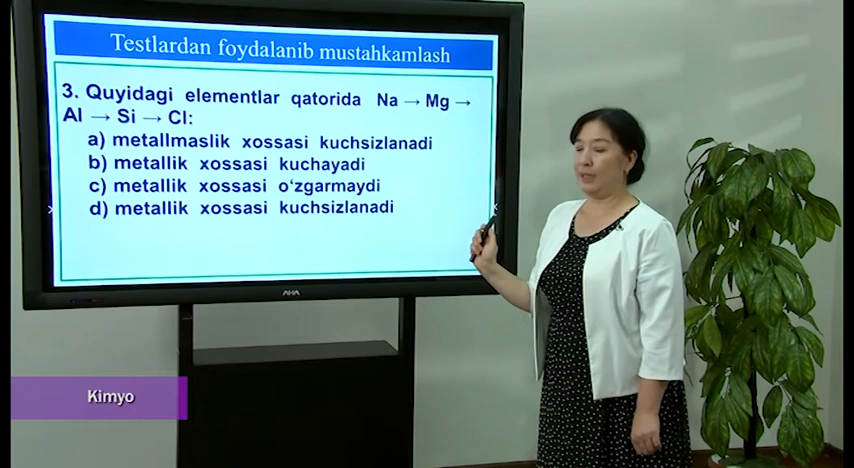 Testlardan foydalanib mustahkamlash
3. Quyidagi elementlar qatorida Na → Mg →
Al → Si → Cl:
a) metallmaslik xossasi kuchsizlanadi
b) metallik xossasi kuchayadi
c) metallik xossasi o‘zgarmaydi
d) metallik xossasi kuchsizlanadi
AHA
Kimyo